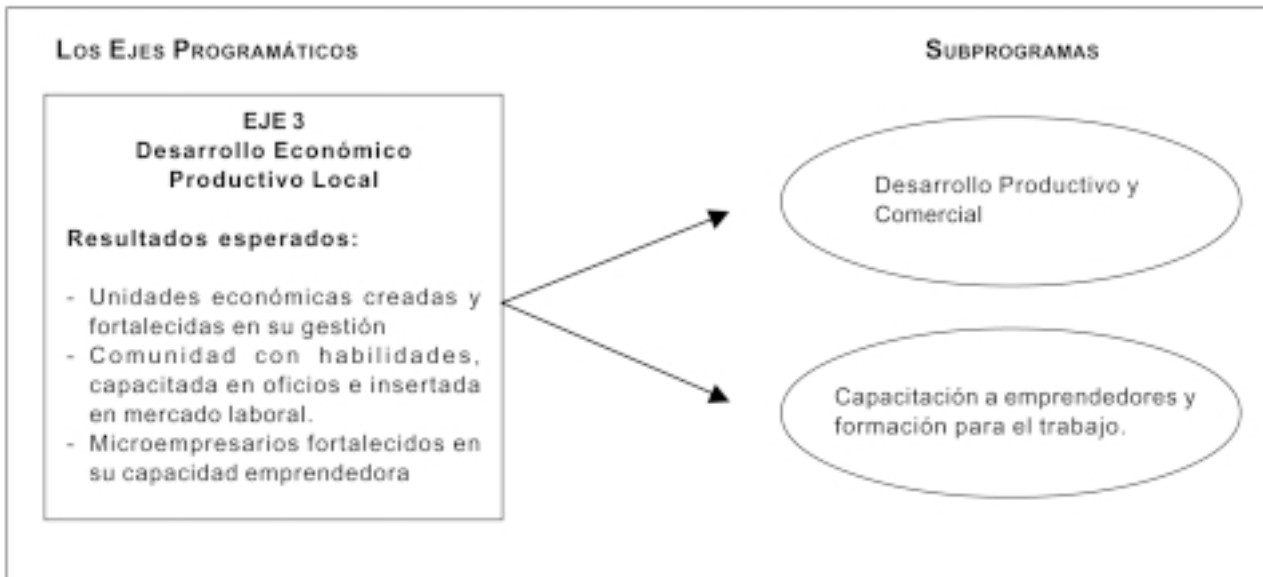 LOS EJES PROGRAMÁTICOS
SUBPROGRAMAS
EJE 3
Desarrollo Económico
Productivo Local
Resultados esperados:
- Unidades económicas creadas y
fortalecidas en su gestión
- Comunidad con habilidades,
capacitada en oficios e insertada
en mercado laboral.
- Microempresarios fortalecidos en
su capacidad emprendedora
Desarrollo Productivo y
Comercial
Capacitación a emprendedores y
formación para el trabajo.